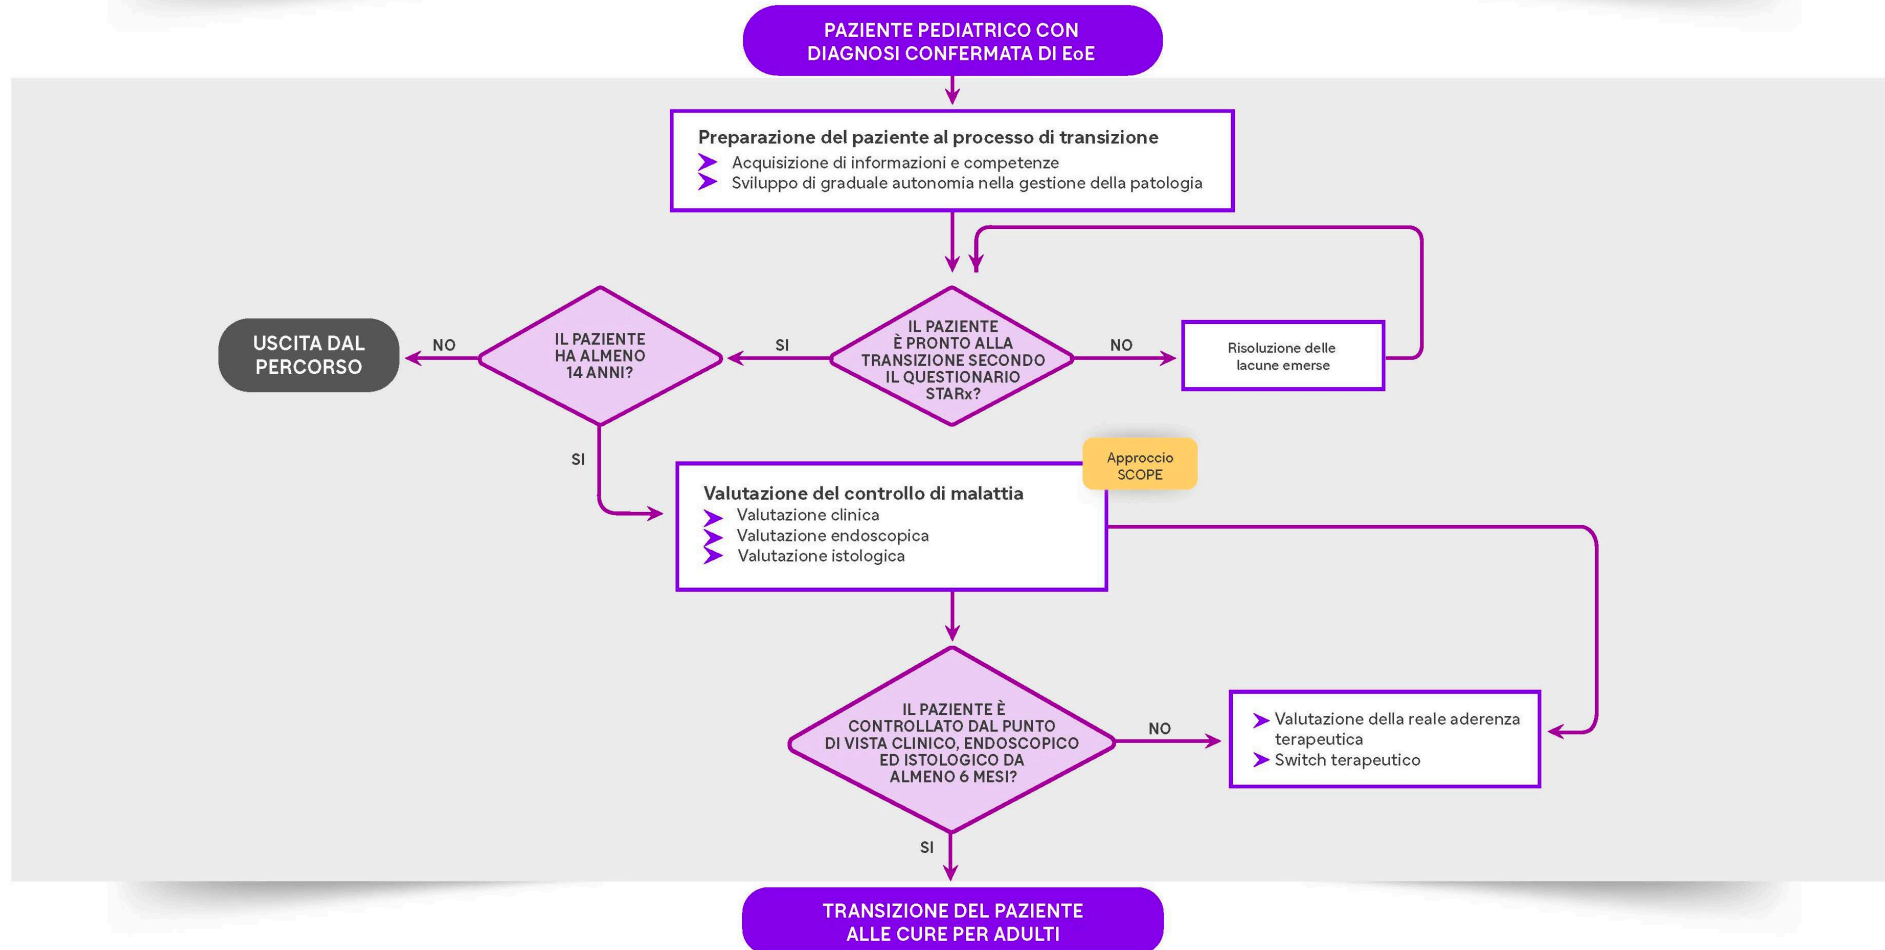 PAZIENTE PEDIATRICO CON
DIAGNOSI CONFERMATA DI EoE
Preparazione del paziente al processo di transizione
Acquisizione di informazioni e competenze
Sviluppo di graduale autonomia nella gestione della patologia
USCITA DAL
PERCORSO
NO
IL PAZIENTE
HA ALMENO
14 ANNI?
SI
IL PAZIENTE
È PRONTO ALLA
TRANSIZIONE SECONDO
IL QUESTIONARIO
STARx?
NO
Risoluzione delle
lacune emerse
SI
Approccio
SCOPE
Valutazione del controllo di malattia
Valutazione clinica
Valutazione endoscopica
Valutazione istologica
IL PAZIENTE È
CONTROLLATO DAL PUNTO
DI VISTA CLINICO, ENDOSCOPICO
ED ISTOLOGICO DA
ALMENO 6 MESI?
NO
Valutazione della reale aderenza
terapeutica
Switch terapeutico
SI
TRANSIZIONE DEL PAZIENTE
ALLE CURE PER ADULTI